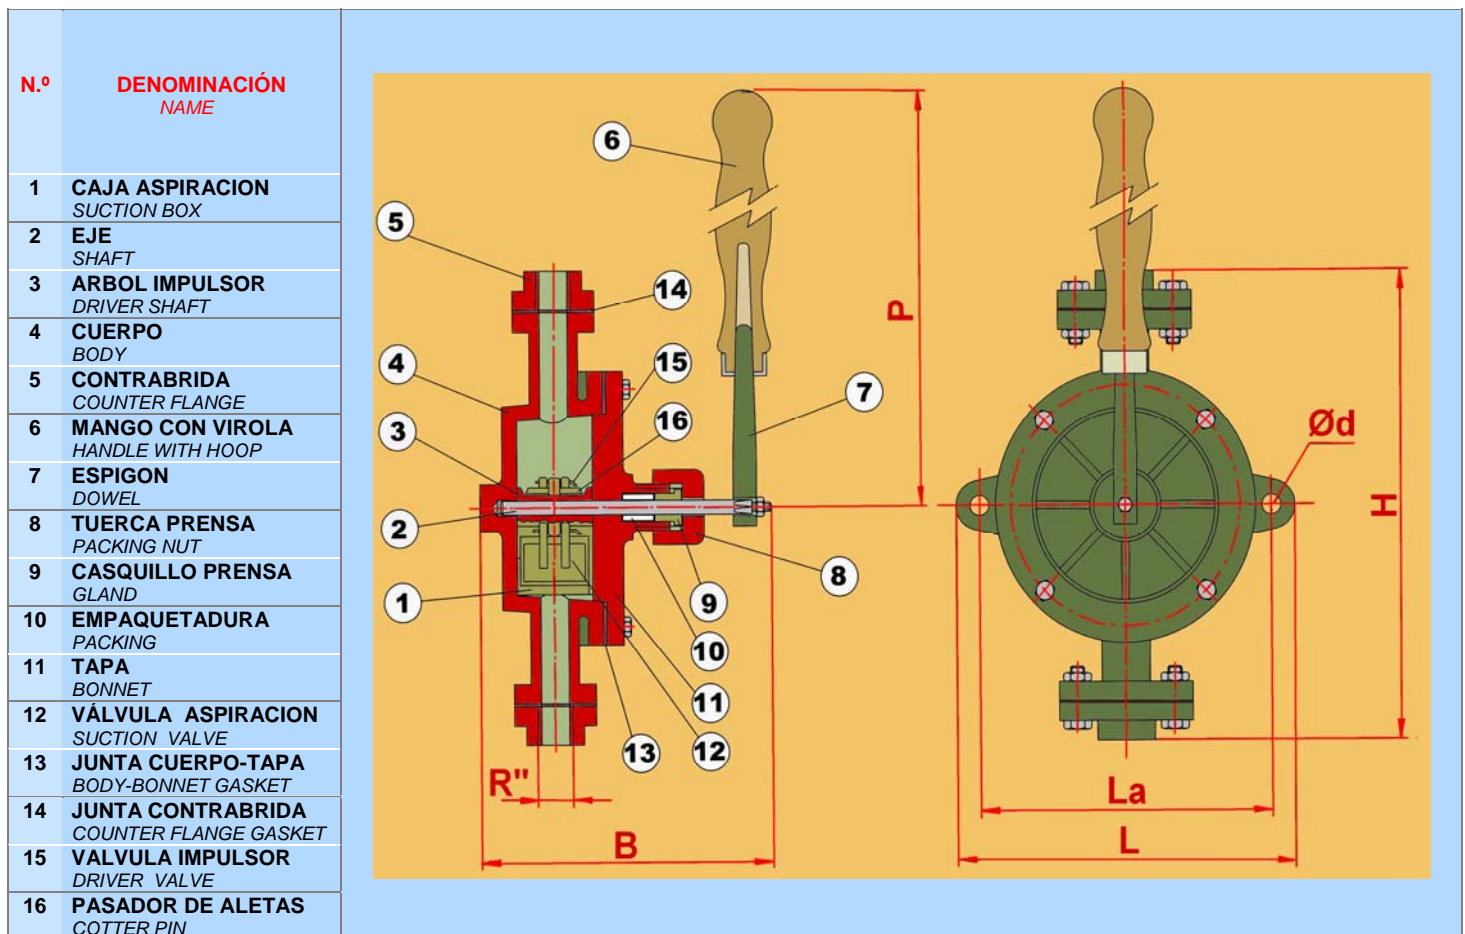 N.º DENOMINACIÓN
NAME
1 CAJA ASPIRACION
SUCTION BOX
2 EJE
SHAFT
3 ARBOL IMPULSOR
DRIVER SHAFT
4 CUERPO
BODY
5 CONTRABRIDA
COUNTER FLANGE
6 MANGO CON VIROLA
HANDLE WITH HOOP
7 ESPIGON
DOWEL
8 TUERCA PRENSA
PACKING NUT
9 CASQUILLO PRENSA
GLAND
10 EMPAQUETADURA
PACKING
11 TAPA
BONNET
12 VÁLVULA ASPIRACION
SUCTION VALVE
13 JUNTA CUERPO-TAPA
BODY-BONNET GASKET
14 JUNTA CONTRABRIDA
COUNTER FLANGE GASKET
15 VALVULA IMPULSOR
DRIVER VALVE
16 PASADOR DE ALETAS
COTTER PIN
6
5
14
4
15
7
3
16
2
8
1
9
10
11
13
12
R"
B
P
Ød
H
La
L